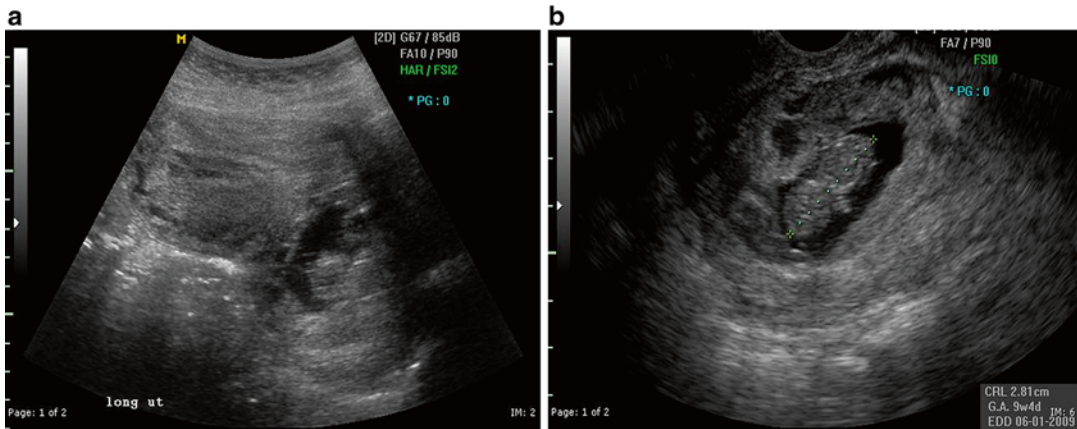 a
M
[2D] G67 / 85dB
FA10 / P90
HAR / FSI2
* PG : 0
Page: 1 of 2
long ut
IM: 2
b
FA7 / P90
FSI0
* PG : 0
Page: 1 of 2
CRL 2.81cm
G.A. 9w4d
IM: 6
EDD 06-01-2009